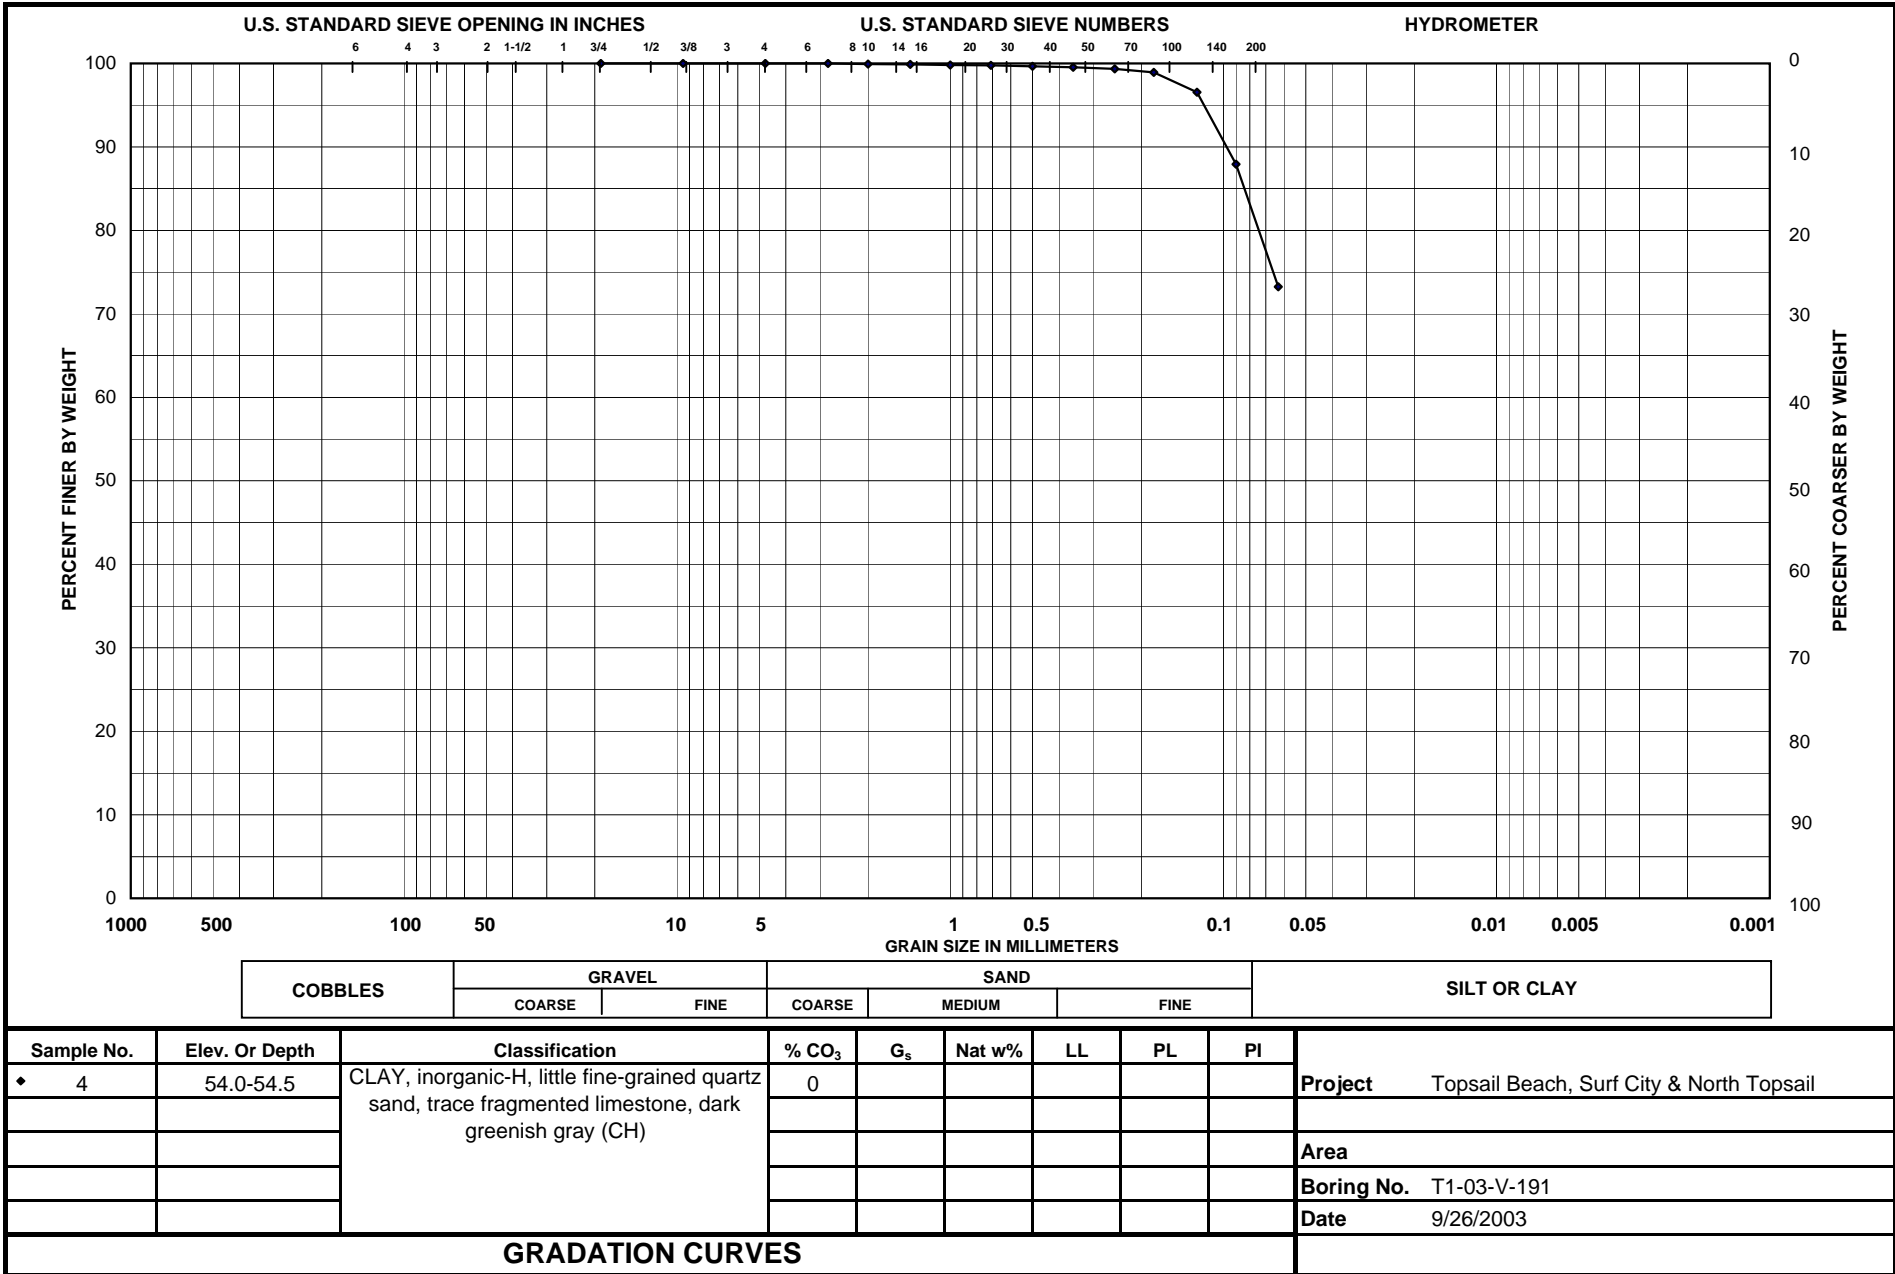 U.S. STANDARD SIEVE OPENING IN INCHES U.S. STANDARD SIEVE NUMBERS HYDROMETER
6 4 3 2 1-1/2 1 3/4 1/2 3/8 3 4 6 8 10 14 16 20 30 40 50 70 100 140 200
100 0
90 10
80 20
70 30
60 40
50 50
40 60
30 70
20 80
10 90
0 100
PERCENT FINER BY WEIGHT
PERCENT COARSER BY WEIGHT
1000 500 100 50 10 5 1 0.5 0.1 0.05 0.01 0.005 0.001
GRAIN SIZE IN MILLIMETERS
COBBLES GRAVEL SAND SILT OR CLAY
COARSE FINE COARSE MEDIUM FINE
Sample No. Elev. Or Depth Classification % CO₃ Gₛ Nat w% LL PL PI
4 54.0-54.5 CLAY, inorganic-H, little fine-grained quartz 0
sand, trace fragmented limestone, dark
greenish gray (CH)
Project Topsail Beach, Surf City & North Topsail
Area
Boring No. T1-03-V-191
Date 9/26/2003
GRADATION CURVES